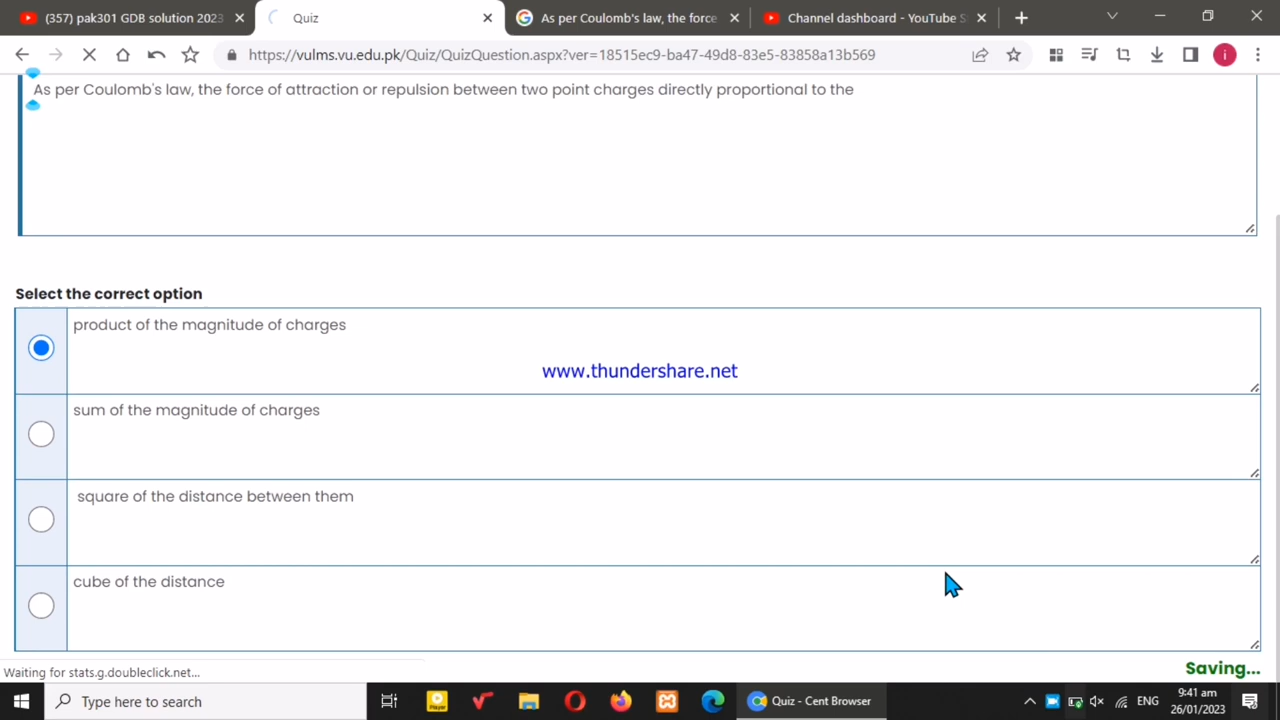 (357) pak301 GDB solution 2023
Quiz
As per Coulomb's law, the force
Channel dashboard - YouTube S
https://vulms.vu.edu.pk/Quiz/QuizQuestion.aspx?ver=18515ec9-ba47-49d8-83e5-83858a13b569
i
As per Coulomb's law, the force of attraction or repulsion between two point charges directly proportional to the
Select the correct option
product of the magnitude of charges
www.thundershare.net
sum of the magnitude of charges
square of the distance between them
cube of the distance
Waiting for stats.g.doubleclick.net...
Saving...
Type here to search
Player
Quiz - Cent Browser
ENG
9:41 am
26/01/2023